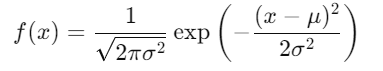 f(x) = \frac{1}{\sqrt{2\pi\sigma^2}} \exp\left(-\frac{(x-\mu)^2}{2\sigma^2}\right)